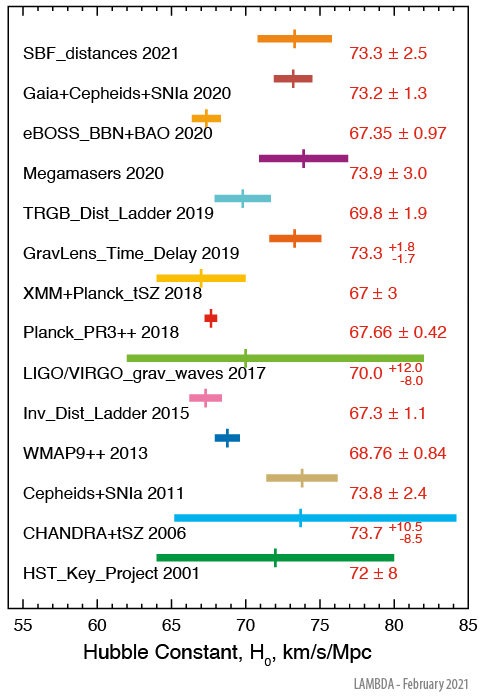 SBF_distances 2021 73.3 ± 2.5
Gaia+Cepheids+SNIa 2020 73.2 ± 1.3
eBOSS_BBN+BAO 2020 67.35 ± 0.97
Megamasers 2020 73.9 ± 3.0
TRGB_Dist_Ladder 2019 69.8 ± 1.9
GravLens_Time_Delay 2019 73.3 +1.8 -1.7
XMM+Planck_tSZ 2018 67 ± 3
Planck_PR3++ 2018 67.66 ± 0.42
LIGO/VIRGO_grav_waves 2017 70.0 +12.0 -8.0
Inv_Dist_Ladder 2015 67.3 ± 1.1
WMAP9++ 2013 68.76 ± 0.84
Cepheids+SNIa 2011 73.8 ± 2.4
CHANDRA+tSZ 2006 73.7 +10.5 -8.5
HST_Key_Project 2001 72 ± 8
55 60 65 70 75 80 85
Hubble Constant, H₀, km/s/Mpc
LAMBDA - February 2021